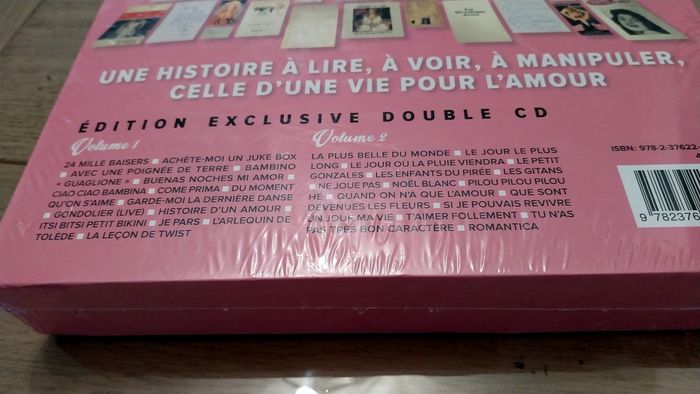 UNE HISTOIRE À LIRE, À VOIR, À MANIPULER,
CELLE D'UNE VIE POUR L'AMOUR
ÉDITION EXCLUSIVE DOUBLE CD
Volume 1
24 MILLE BAISERS ■ ACHÈTE-MOI UN JUKE BOX
■ AVEC UNE POIGNÉE DE TERRE ■ BAMBINO
« GUAGLIONE » ■ BUENAS NOCHES MI AMOR ■
CIAO CIAO BAMBINA ■ COME PRIMA ■ DU MOMENT
QU'ON S'AIME ■ GARDE-MOI LA DERNIÈRE DANSE
■ GONDOLIER (LIVE) ■ HISTOIRE D'UN AMOUR ■
ITSI BITSI PETIT BIKINI ■ JE PARS ■ L'ARLEQUIN DE
TOLÈDE ■ LA LEÇON DE TWIST
Volume 2
LA PLUS BELLE DU MONDE ■ LE JOUR LE PLUS
LONG ■ LE JOUR OU LA PLUIE VIENDRA ■ LE PETIT
GONZALES ■ LES ENFANTS DU PIRÉE ■ LES GITANS
■ NE JOUE PAS ■ NOËL BLANC ■ PILOU PILOU PILOU
HE ■ QUAND ON N'A QUE L'AMOUR ■ QUE SONT
DEVENUES LES FLEURS ■ SI JE POUVAIS REVIVRE
UN JOUR MA VIE ■ T'AIMER FOLLEMENT ■ TU N'AS
PAS TRÈS BON CARACTÈRE ■ ROMANTICA
ISBN: 978-2-37622-
9 782376